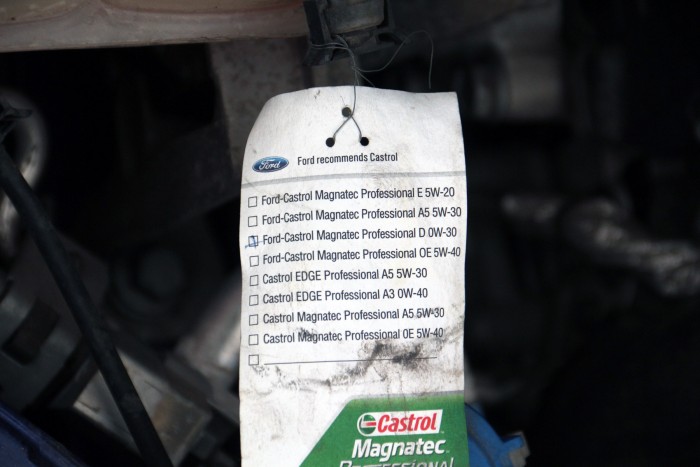 Ford Ford recommends Castrol
Ford-Castrol Magnatec Professional E 5W-20
Ford-Castrol Magnatec Professional A5 5W-30
Ford-Castrol Magnatec Professional D 0W-30
Ford-Castrol Magnatec Professional OE 5W-40
Castrol EDGE Professional A5 5W-30
Castrol EDGE Professional A3 0W-40
Castrol Magnatec Professional A5 5W-30
Castrol Magnatec Professional OE 5W-40
Castrol
Magnatec
PROFESSIONAL